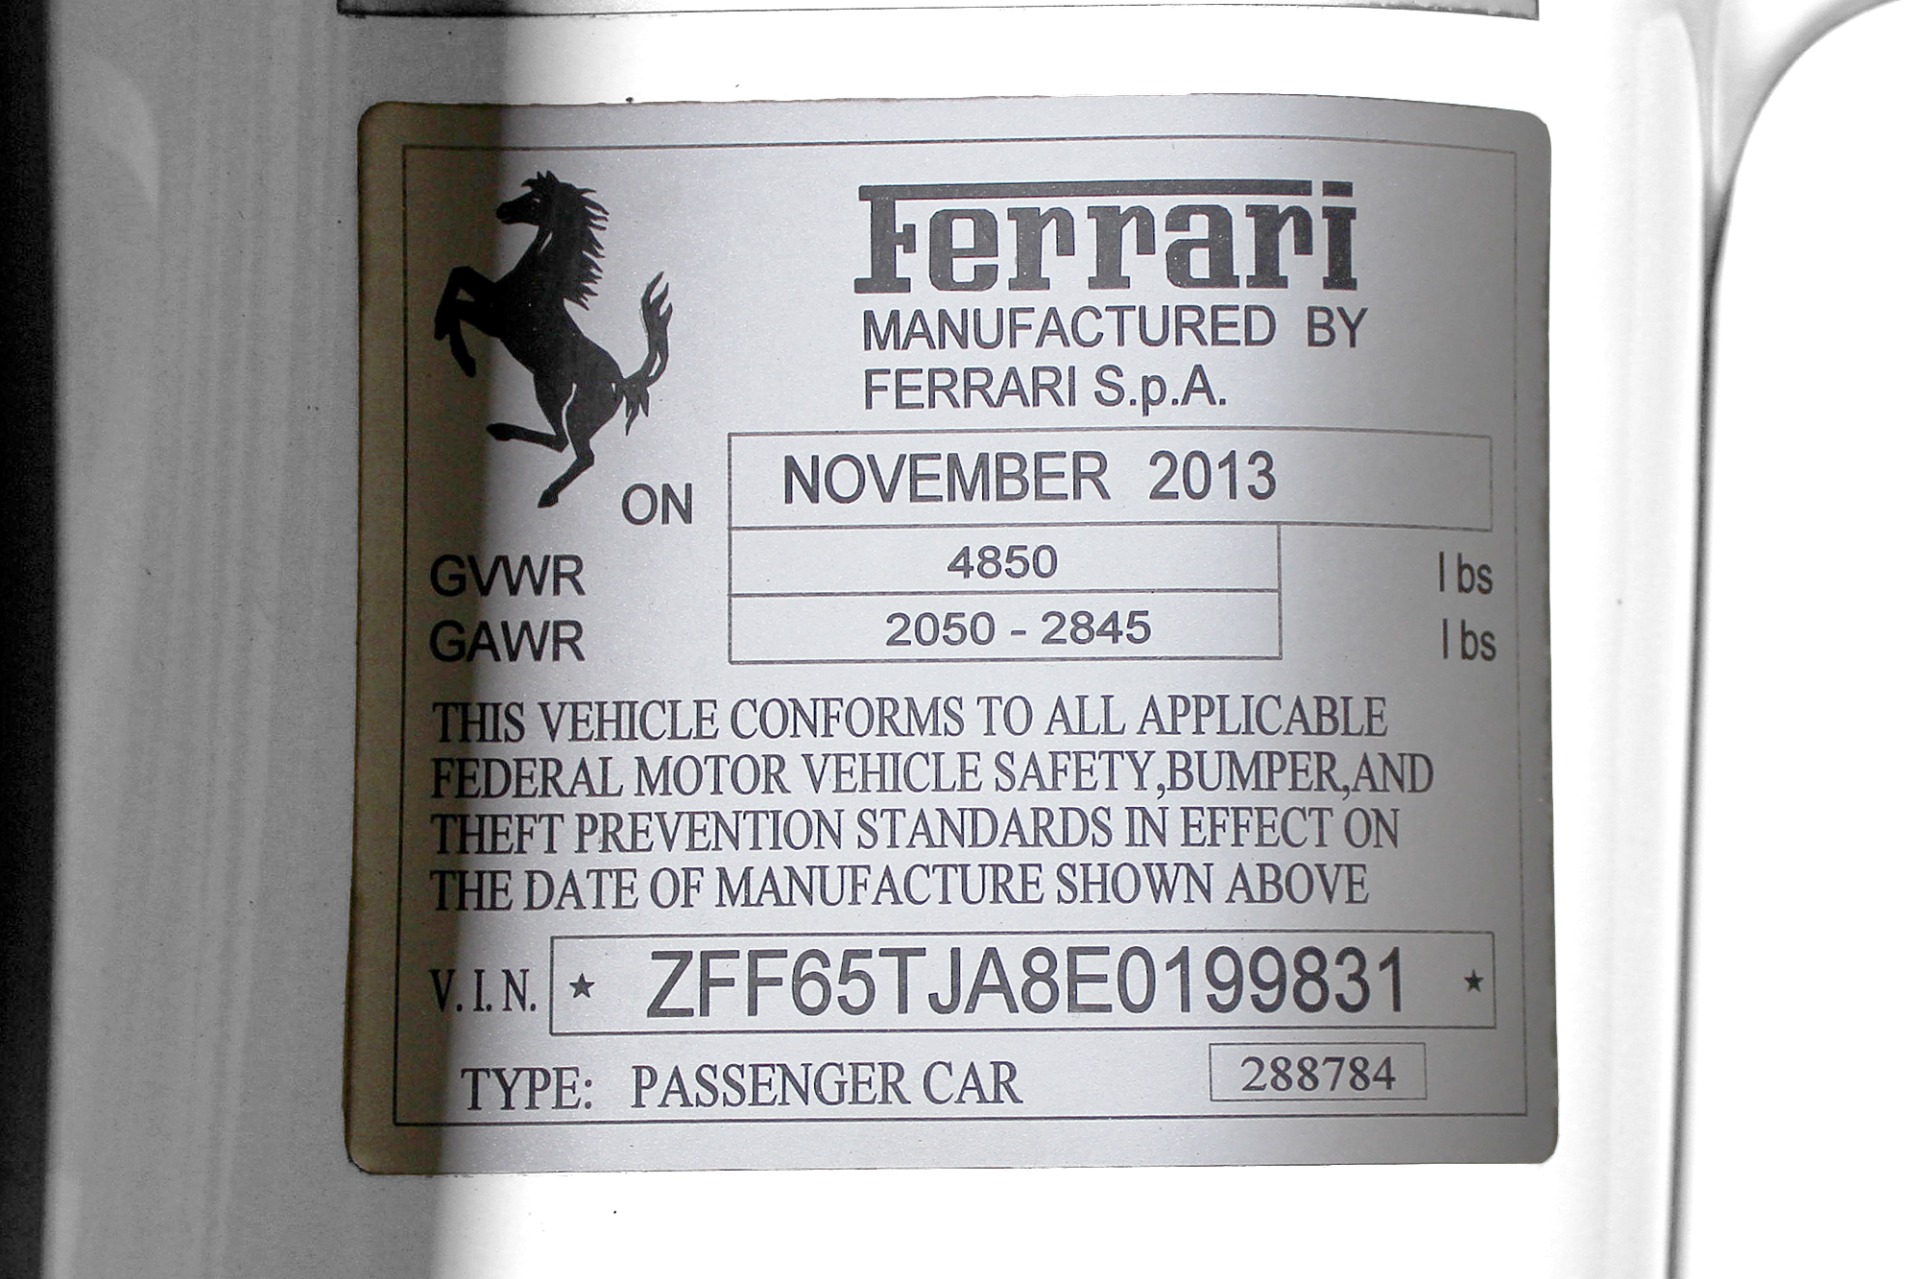 Ferrari
MANUFACTURED BY
FERRARI S.p.A.
ON NOVEMBER 2013
GVWR 4850 lbs
GAWR 2050 - 2845 lbs
THIS VEHICLE CONFORMS TO ALL APPLICABLE
FEDERAL MOTOR VEHICLE SAFETY,BUMPER,AND
THEFT PREVENTION STANDARDS IN EFFECT ON
THE DATE OF MANUFACTURE SHOWN ABOVE
V.I.N. ★ ZFF65TJA8E0199831 ★
TYPE: PASSENGER CAR 288784